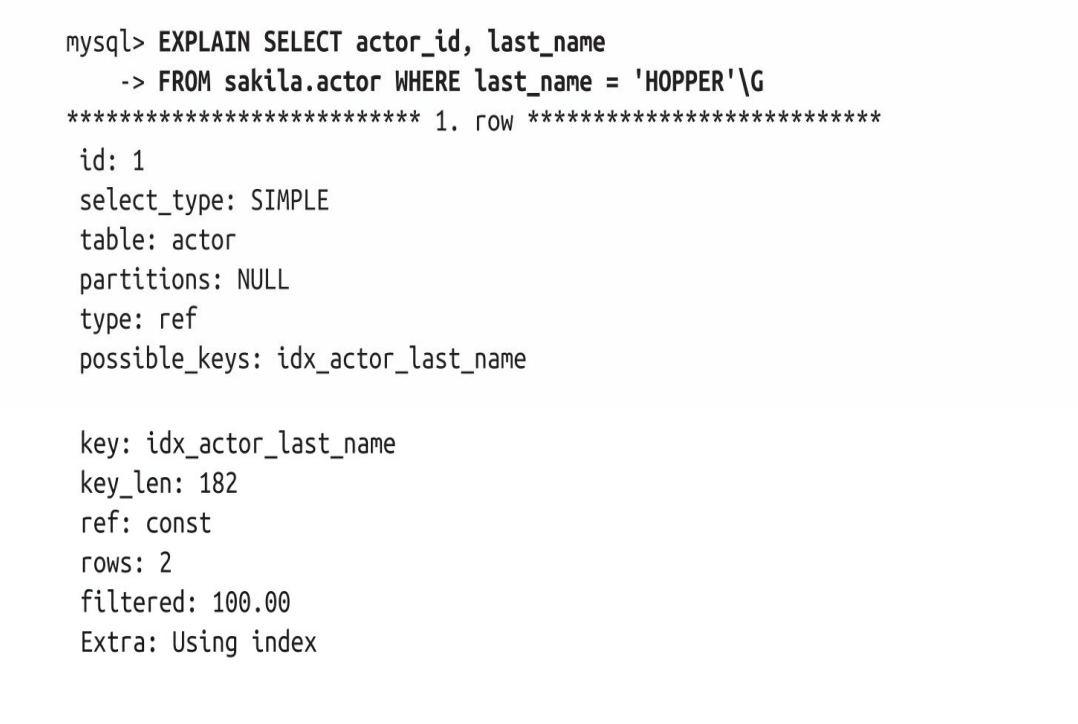 mysql> EXPLAIN SELECT actor_id, last_name
    -> FROM sakila.actor WHERE last_name = 'HOPPER'\G
*************************** 1. row ***************************
 id: 1
 select_type: SIMPLE
 table: actor
 partitions: NULL
 type: ref
 possible_keys: idx_actor_last_name
 key: idx_actor_last_name
 key_len: 182
 ref: const
 rows: 2
 filtered: 100.00
 Extra: Using index